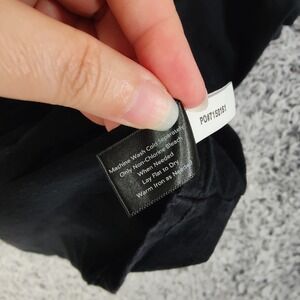 Machine Wash Cold Separately
Only Non-Chlorine Bleach
When Needed
Lay Flat to Dry
Warm Iron as Needed
PO#7150151